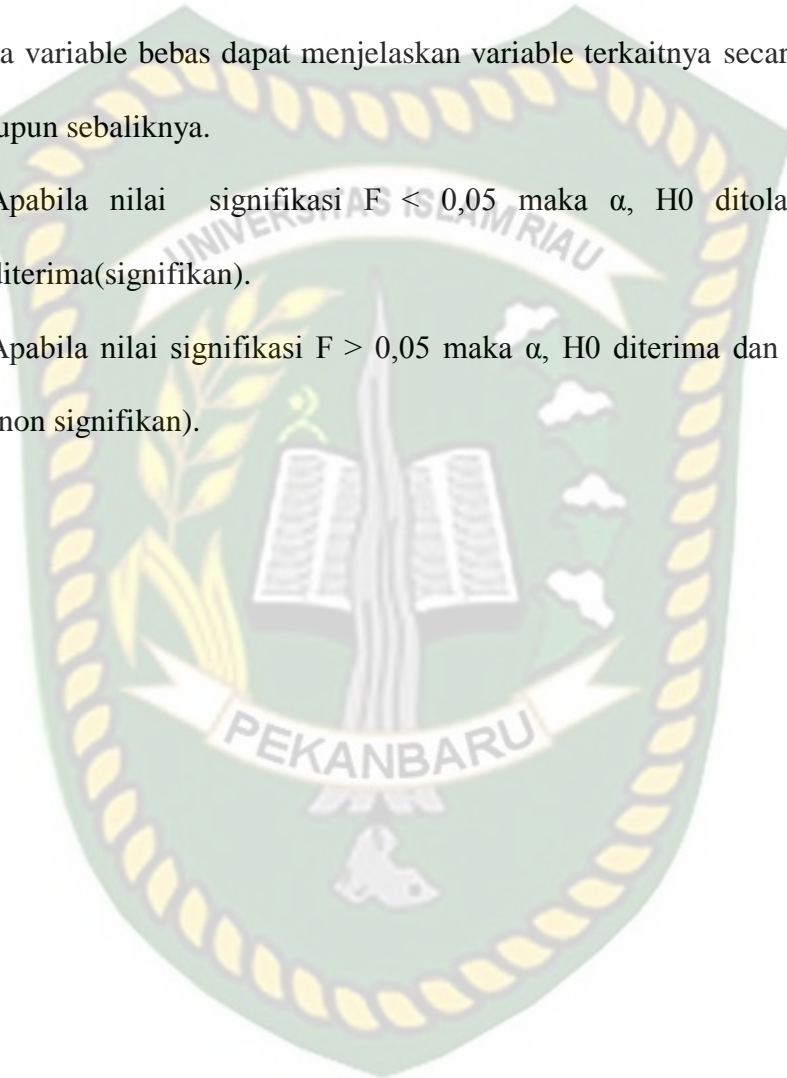 a variable bebas dapat menjelaskan variable terkaitnya secar
upun sebaliknya.
Apabila nilai signifikasi F < 0,05 maka α, H0 ditola
diterima(signifikan).
Apabila nilai signifikasi F > 0,05 maka α, H0 diterima dan
non signifikan).
UNIVERSITAS ISLAM RIAU
PEKANBARU